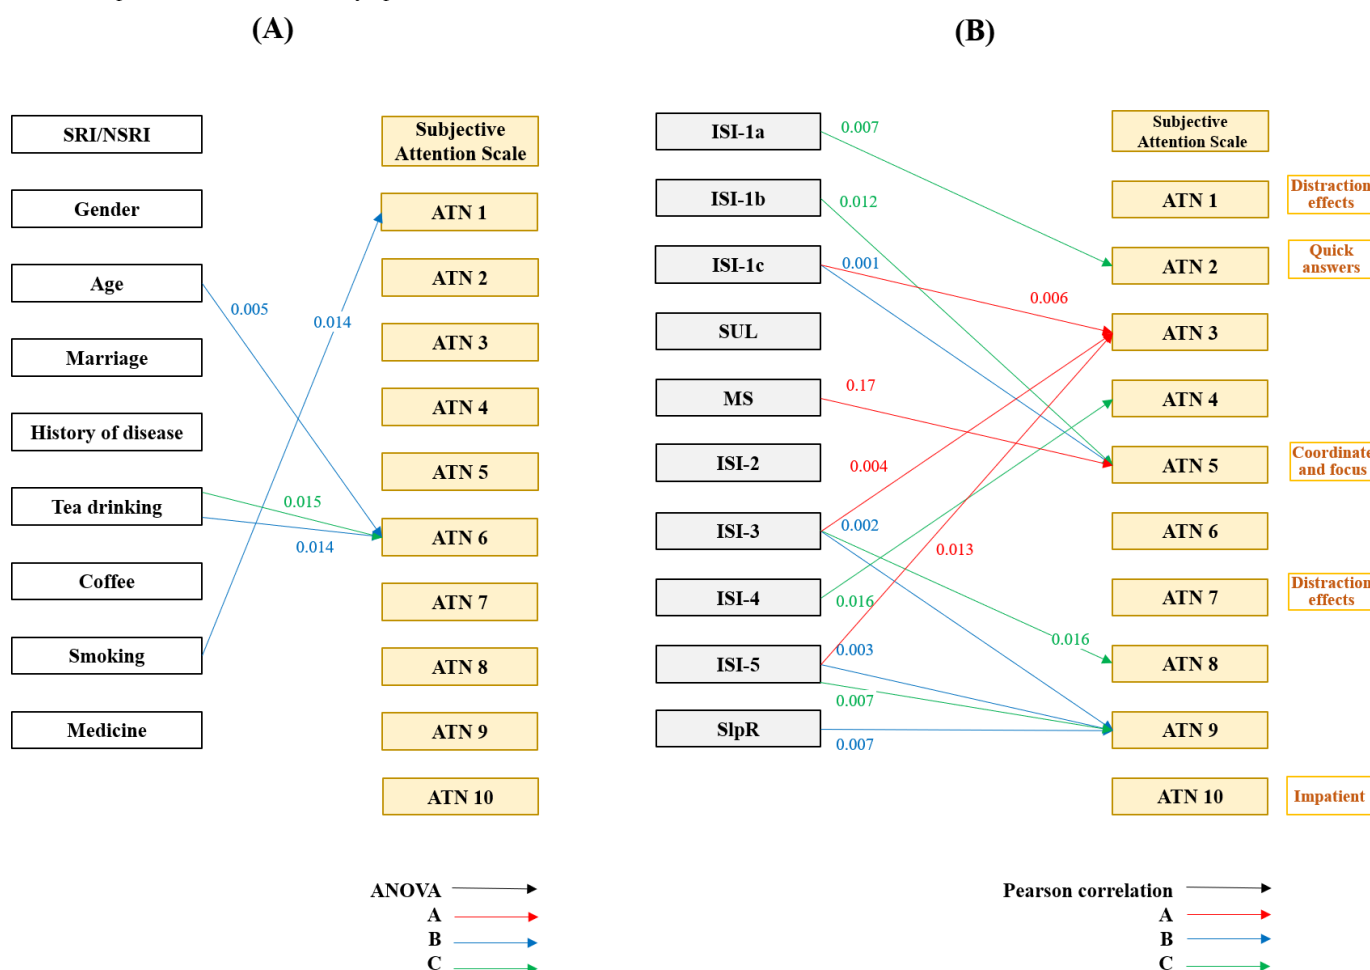 (A)
SRI/NSRI
Gender
Age
Marriage
History of disease
Tea drinking
Coffee
Smoking
Medicine
0.005
0.014
0.015
0.014
Subjective
Attention Scale
ATN 1
ATN 2
ATN 3
ATN 4
ATN 5
ATN 6
ATN 7
ATN 8
ATN 9
ATN 10
ANOVA
A
B
C
(B)
ISI-1a
ISI-1b
ISI-1c
SUL
MS
ISI-2
ISI-3
ISI-4
ISI-5
SlpR
0.007
0.012
0.001
0.006
0.17
0.004
0.002
0.013
0.016
0.016
0.003
0.007
0.007
Subjective
Attention Scale
ATN 1
ATN 2
ATN 3
ATN 4
ATN 5
ATN 6
ATN 7
ATN 8
ATN 9
ATN 10
Distraction
effects
Quick
answers
Coordinate
and focus
Distraction
effects
Impatient
Pearson correlation
A
B
C